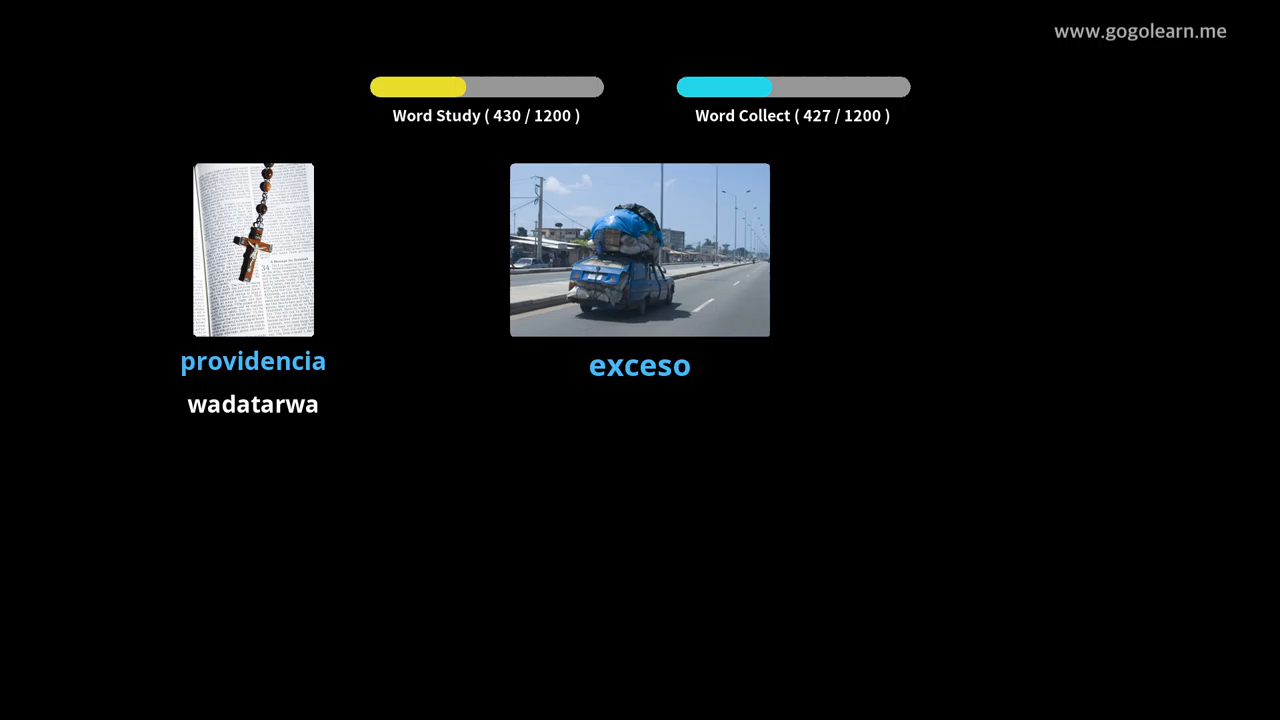 www.gogolearn.me
Word Study ( 430 / 1200 )
Word Collect ( 427 / 1200 )
providencia
wadatarwa
exceso